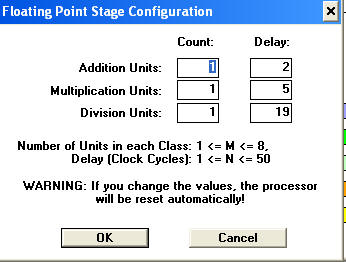 Floating Point Stage Configuration
Count: Delay:
Addition Units: 1 2
Multiplication Units: 1 5
Division Units: 1 19
Number of Units in each Class: 1 <= M <= 8,
Delay (Clock Cycles): 1 <= N <= 50
WARNING: If you change the values, the processor
will be reset automatically!
OK Cancel